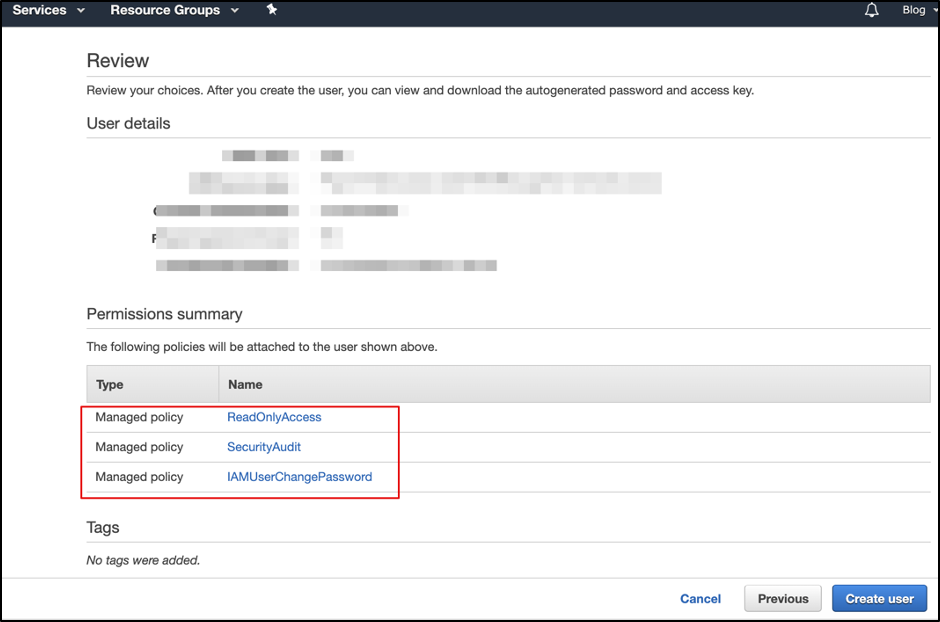 Services Resource Groups Blog
Review
Review your choices. After you create the user, you can view and download the autogenerated password and access key.
User details
Permissions summary
The following policies will be attached to the user shown above.
Type Name
Managed policy ReadOnlyAccess
Managed policy SecurityAudit
Managed policy IAMUserChangePassword
Tags
No tags were added.
Cancel Previous Create user